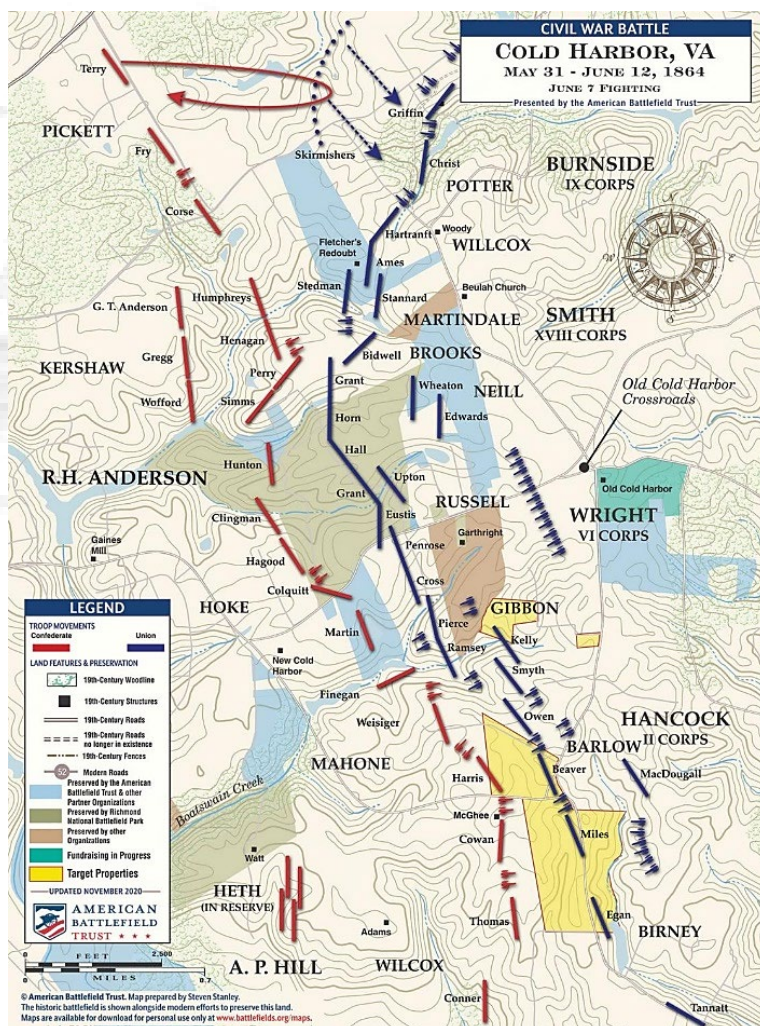 CIVIL WAR BATTLE
COLD HARBOR, VA
MAY 31 - JUNE 12, 1864
JUNE 7 FIGHTING
Presented by the American Battlefield Trust
Terry
PICKETT
Griffin
Fry
Skirmishers
Christ
BURNSIDE
IX CORPS
POTTER
Corse
Hartranft
Woody
WILLCOX
Fletcher's
Redoubt
Ames
N
W
E
S
Stedman
G. T. Anderson
Humphreys
Stannard
Beulah Church
MARTINDALE
SMITH
XVIII CORPS
Henagan
Gregg
Bidwell
BROOKS
KERSHAW
Perry
Grant
Wheaton
NEILL
Old Cold Harbor
Crossroads
Wofford
Simms
Horn
Edwards
Hall
R.H. ANDERSON
Hunton
Upton
Grant
RUSSELL
Old Cold Harbor
Clingman
Eustis
WRIGHT
VI CORPS
Gaines
Mill
Penrose
Garthright
Hagood
Cross
Colquitt
HOKE
GIBBON
Martin
Pierce
Kelly
Ramsey
New Cold
Harbor
Smyth
Finegan
Weisiger
Owen
HANCOCK
II CORPS
BARLOW
MAHONE
Beaver
MacDougall
Harris
Boatswain Creek
McGhee
Cowan
Miles
Watt
HETH
(IN RESERVE)
Thomas
Egan
BIRNEY
Adams
A. P. HILL
WILCOX
Conner
Tannatt
LEGEND
TROOP MOVEMENTS
Confederate
Union
LAND FEATURES & PRESERVATION
19th-Century Woodline
19th-Century Structures
19th-Century Roads
19th-Century Roads
no longer in existence
19th-Century Fences
52
Modern Roads
Preserved by the American
Battlefield Trust & other
Partner Organizations
Preserved by Richmond
National Battlefield Park
Preserved by other
Organizations
Fundraising in Progress
Target Properties
UPDATED NOVEMBER 2020
AMERICAN
BATTLEFIELD
TRUST
FEET
0
2,500
0
0.7
MILES
© American Battlefield Trust. Map prepared by Steven Stanley.
The historic battlefield is shown alongside modern efforts to preserve this land.
Maps are available for download for personal use only at www.battlefields.org/maps.